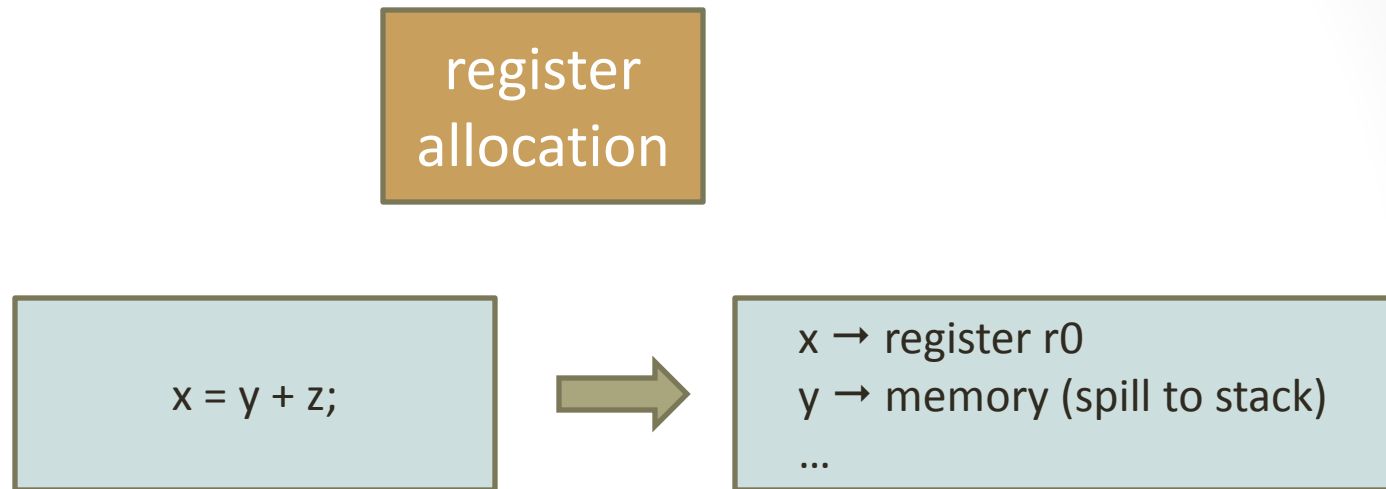 register
allocation
x = y + z;
x → register r0
y → memory (spill to stack)
…